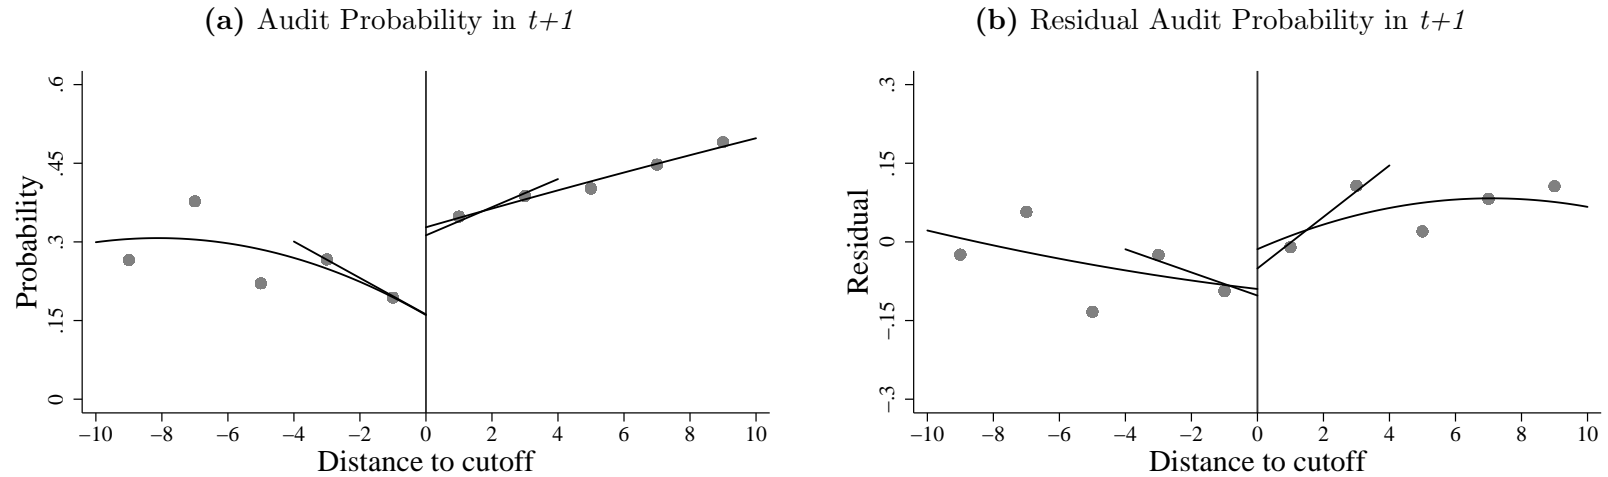 (a) Audit Probability in t+1
Probability
.6
.45
.3
.15
0
−10 −8 −6 −4 −2 0 2 4 6 8 10
Distance to cutoff
(b) Residual Audit Probability in t+1
Residual
.3
.15
0
−.15
−.3
−10 −8 −6 −4 −2 0 2 4 6 8 10
Distance to cutoff